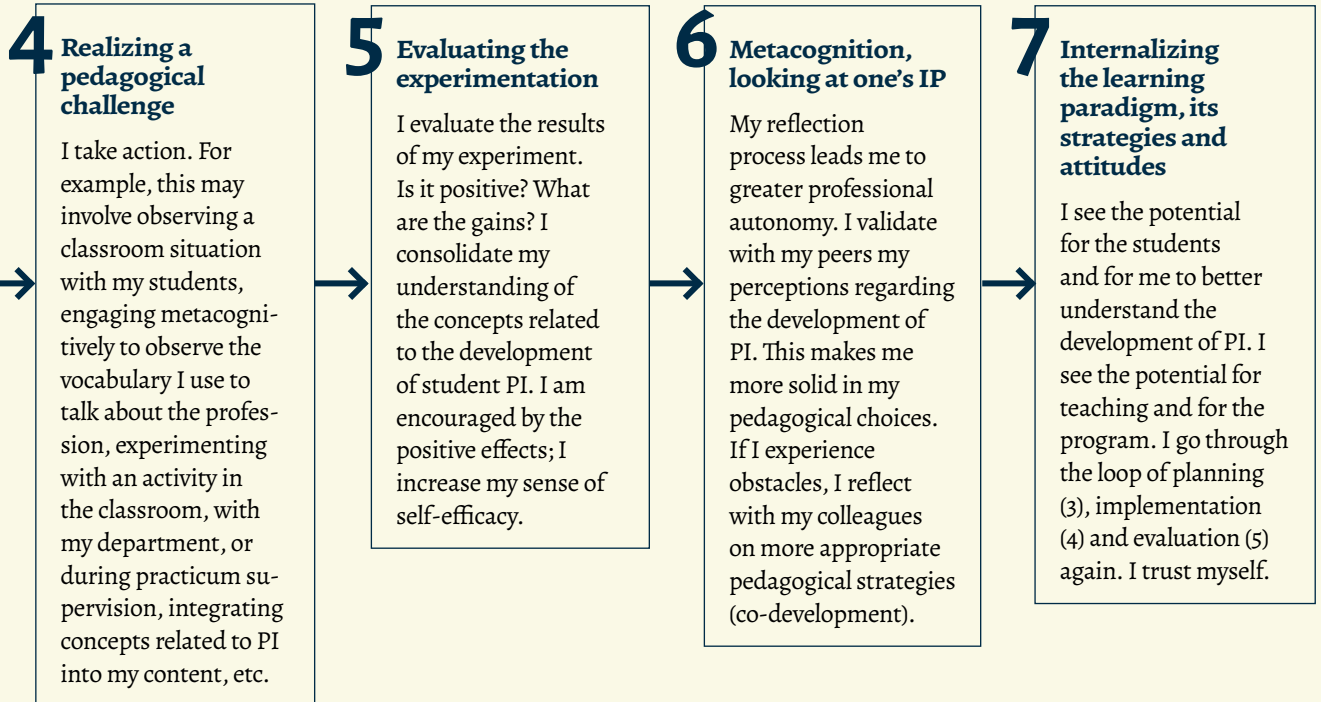 4
Realizing a
pedagogical
challenge
I take action. For
example, this may
involve observing a
classroom situation
with my students,
engaging metacogni-
tively to observe the
vocabulary I use to
talk about the profes-
sion, experimenting
with an activity in
the classroom, with
my department, or
during practicum su-
pervision, integrating
concepts related to PI
into my content, etc.
5
Evaluating the
experimentation
I evaluate the results
of my experiment.
Is it positive? What
are the gains? I
consolidate my
understanding of
the concepts related
to the development
of student PI. I am
encouraged by the
positive effects; I
increase my sense of
self-efficacy.
6
Metacognition,
looking at one’s IP
My reflection
process leads me to
greater professional
autonomy. I validate
with my peers my
perceptions regarding
the development of
PI. This makes me
more solid in my
pedagogical choices.
If I experience
obstacles, I reflect
with my colleagues
on more appropriate
pedagogical strategies
(co-development).
7
Internalizing
the learning
paradigm, its
strategies and
attitudes
I see the potential
for the students
and for me to better
understand the
development of PI. I
see the potential for
teaching and for the
program. I go through
the loop of planning
(3), implementation
(4) and evaluation (5)
again. I trust myself.